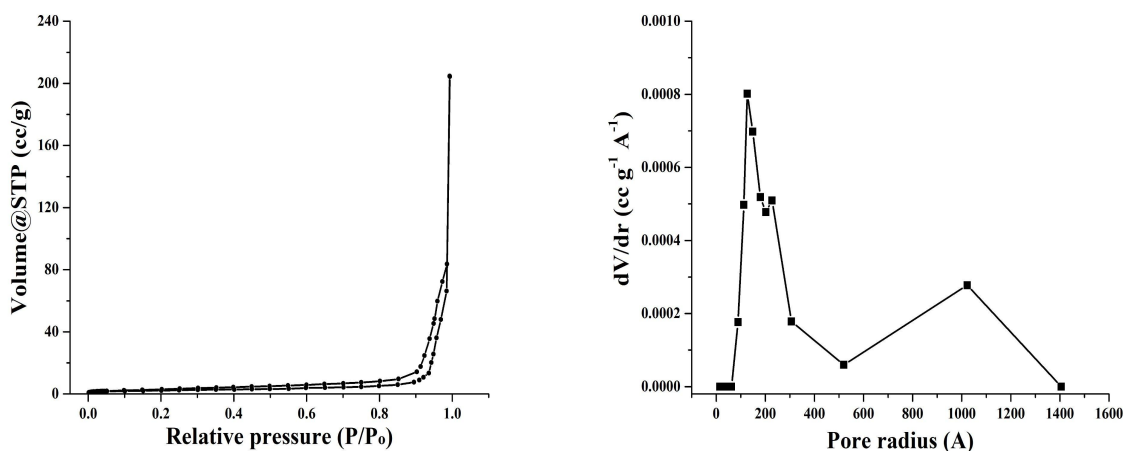 240
200
160
120
80
40
0
Volume@STP (cc/g)
0.0 0.2 0.4 0.6 0.8 1.0
Relative pressure (P/Po)
0.0010
0.0008
0.0006
0.0004
0.0002
0.0000
dV/dr (cc g⁻¹ A⁻¹)
0 200 400 600 800 1000 1200 1400 1600
Pore radius (A)